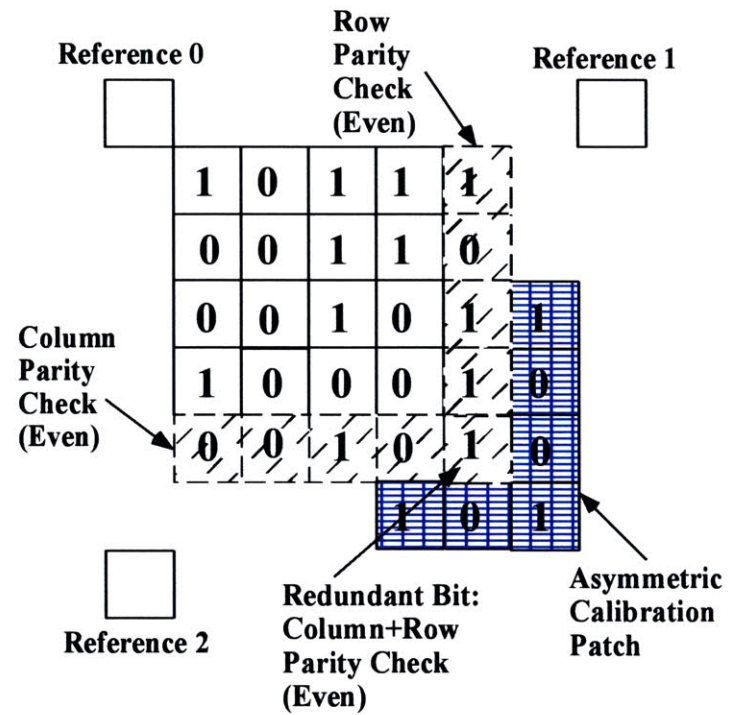 Reference 0
Row
Parity
Check
(Even)
Reference 1
1 0 1 1 1
0 0 1 1 0
0 0 1 0 1 1
1 0 0 0 1 0
0 0 1 0 1 0
1 0 1
Column
Parity
Check
(Even)
Reference 2
Redundant Bit:
Column+Row
Parity Check
(Even)
Asymmetric
Calibration
Patch